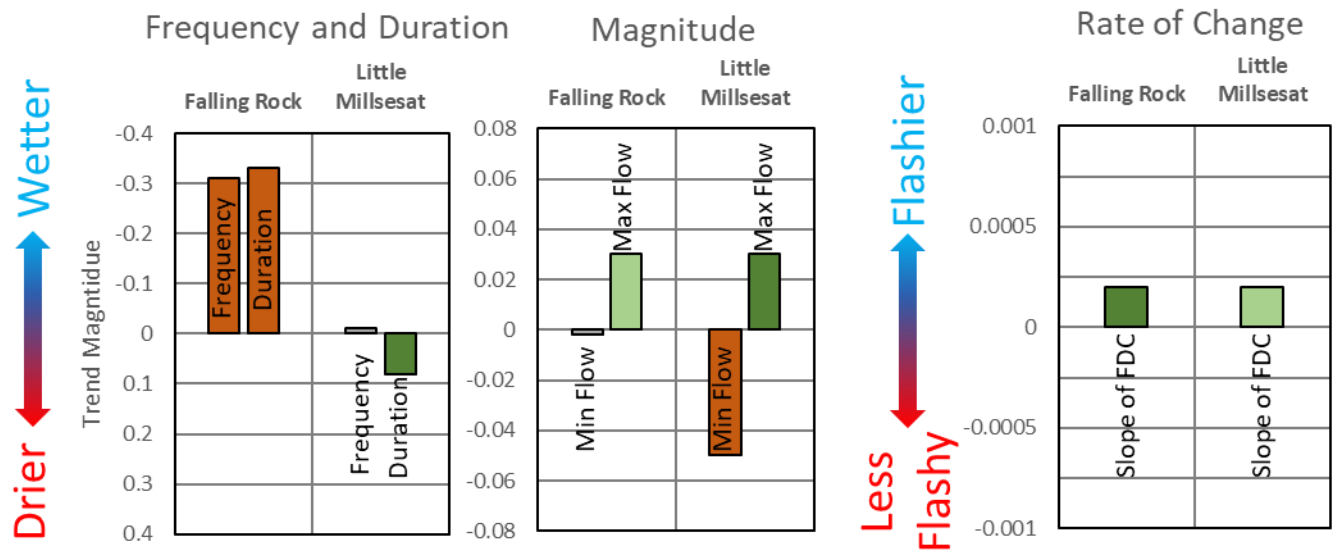 Frequency and Duration
Magnitude
Rate of Change
Falling Rock
Little
Millsesat
Falling Rock
Little
Millsesat
Falling Rock
Little
Millsesat
Wetter
Drier
Trend Magntidue
-0.4
-0.3
-0.2
-0.1
0
0.1
0.2
0.3
0.4
Frequency
Duration
Frequency
Duration
0.08
0.06
0.04
0.02
0
-0.02
-0.04
-0.06
-0.08
Min Flow
Max Flow
Min Flow
Max Flow
Flashier
Less
Flashy
0.001
0.0005
0
-0.0005
-0.001
Slope of FDC
Slope of FDC